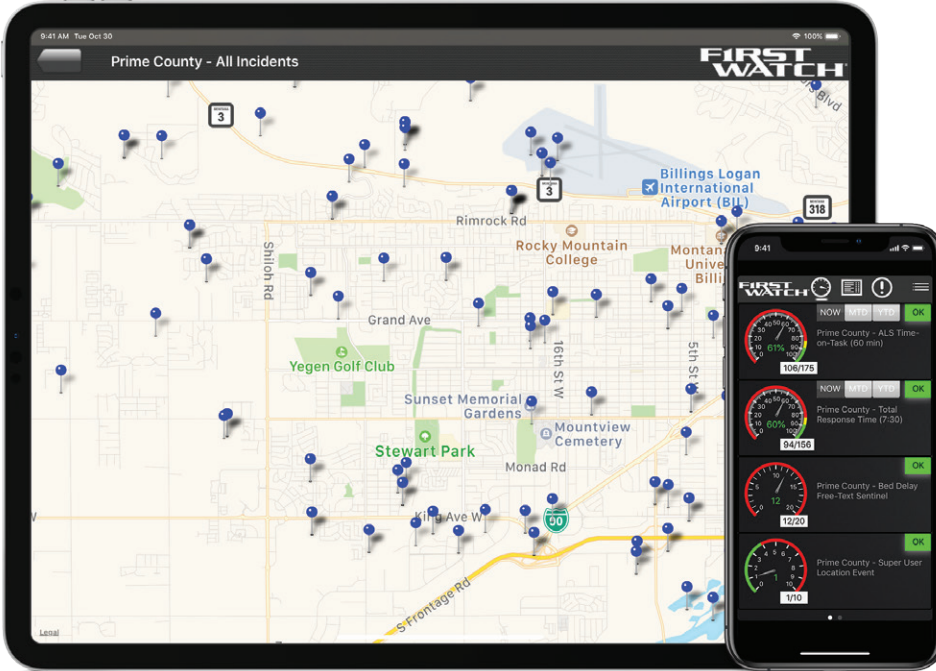 9:41 AM Tue Oct 30
100%
Prime County - All Incidents
FIRST
WATCH
Blvd
3
Billings Logan
International
Airport (BIL)
3
318
Rimrock Rd
Rocky Mountain
College
Shiloh Rd
Grand Ave
16th St W
5th St
Yegen Golf Club
Sunset Memorial
Gardens
Mountview
Cemetery
Stewart Park
Monad Rd
King Ave W
90
S Frontage Rd
Legal
9:41
FIRST
WATCH
NOW MTD YTD OK
Prime County - ALS Time-
on-Task (60 min)
61%
106/175
NOW MTD YTD OK
Prime County - Total
Response Time (7:30)
60%
94/156
OK
Prime County - Bed Delay
Free-Text Sentinel
12
12/20
OK
Prime County - Super User
Location Event
1
1/10